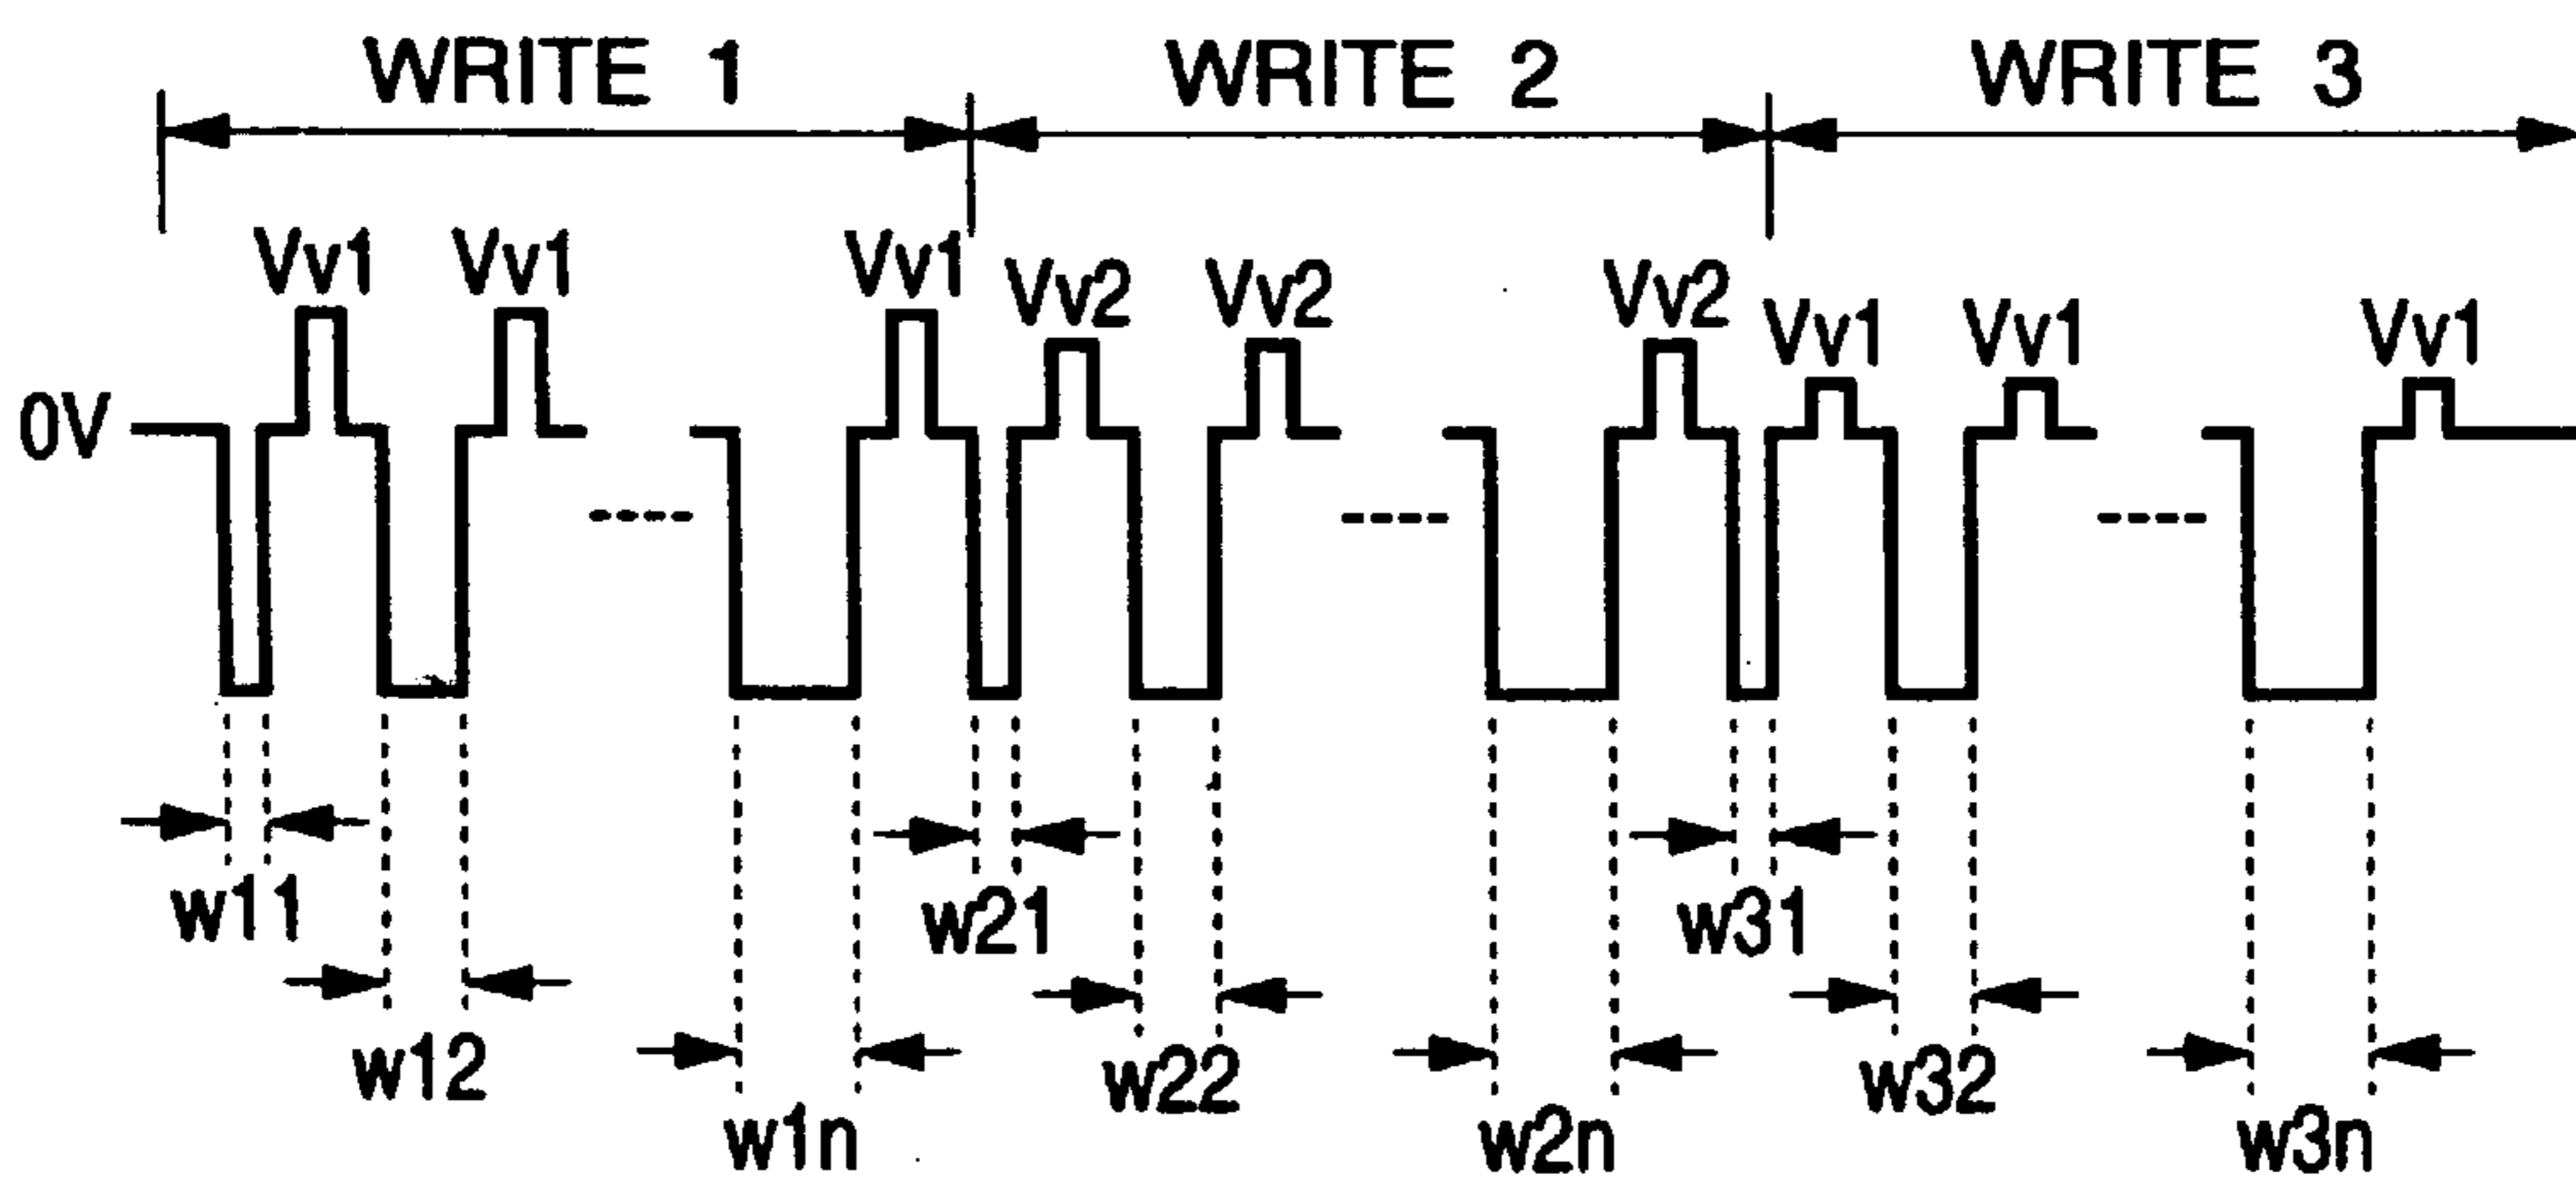 WRITE 1 WRITE 2 WRITE 3
Vv1 Vv1 Vv1 Vv2 Vv2 Vv2 Vv1 Vv1 Vv1
0V
w11 w21 w31
w12 w22 w32
w1n w2n w3n